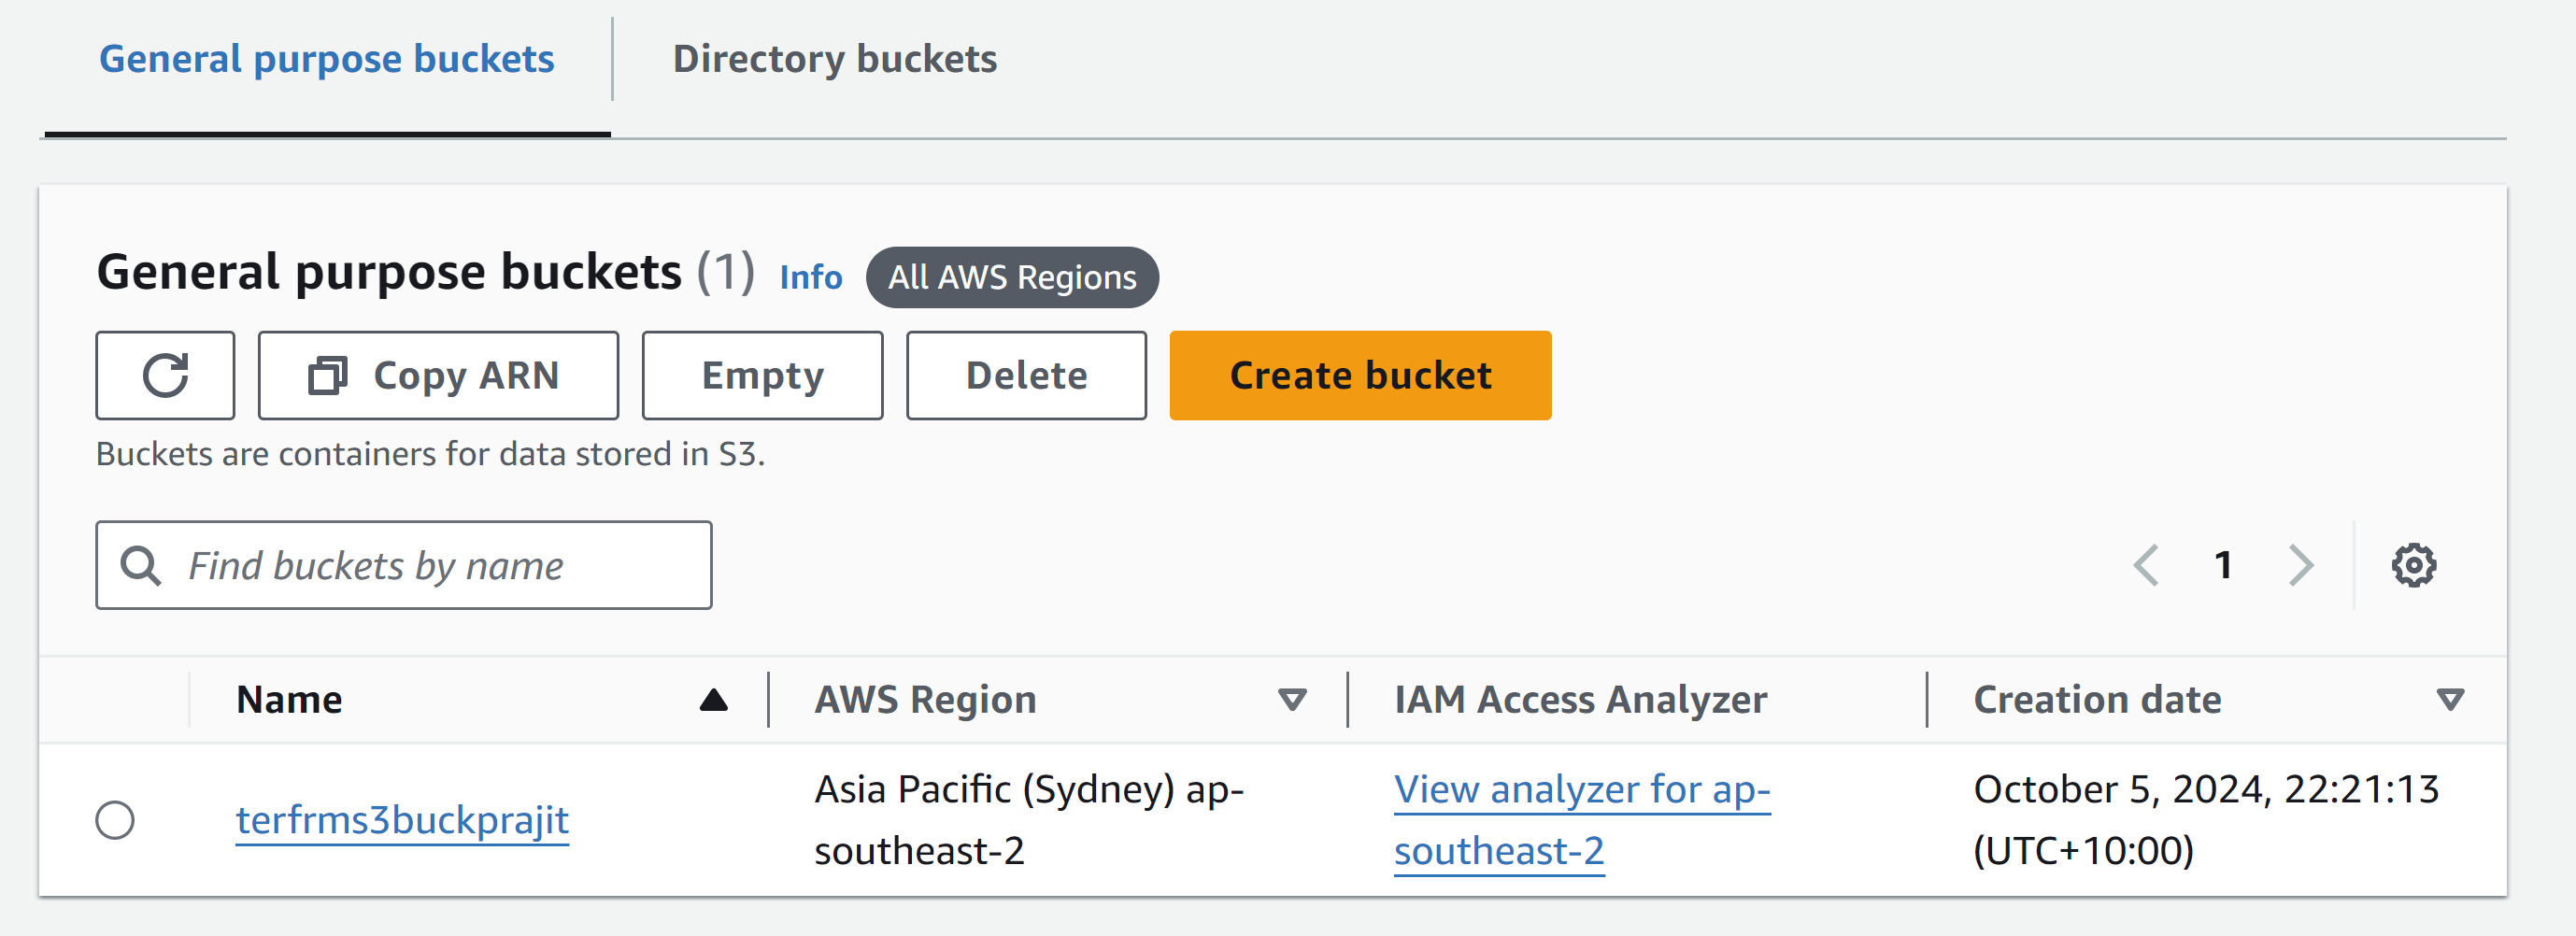 General purpose buckets
Directory buckets
General purpose buckets (1) Info All AWS Regions
Copy ARN
Empty
Delete
Create bucket
Buckets are containers for data stored in S3.
Find buckets by name
1
Name
AWS Region
IAM Access Analyzer
Creation date
terfrms3buckprajit
Asia Pacific (Sydney) ap-
southeast-2
View analyzer for ap-
southeast-2
October 5, 2024, 22:21:13
(UTC+10:00)